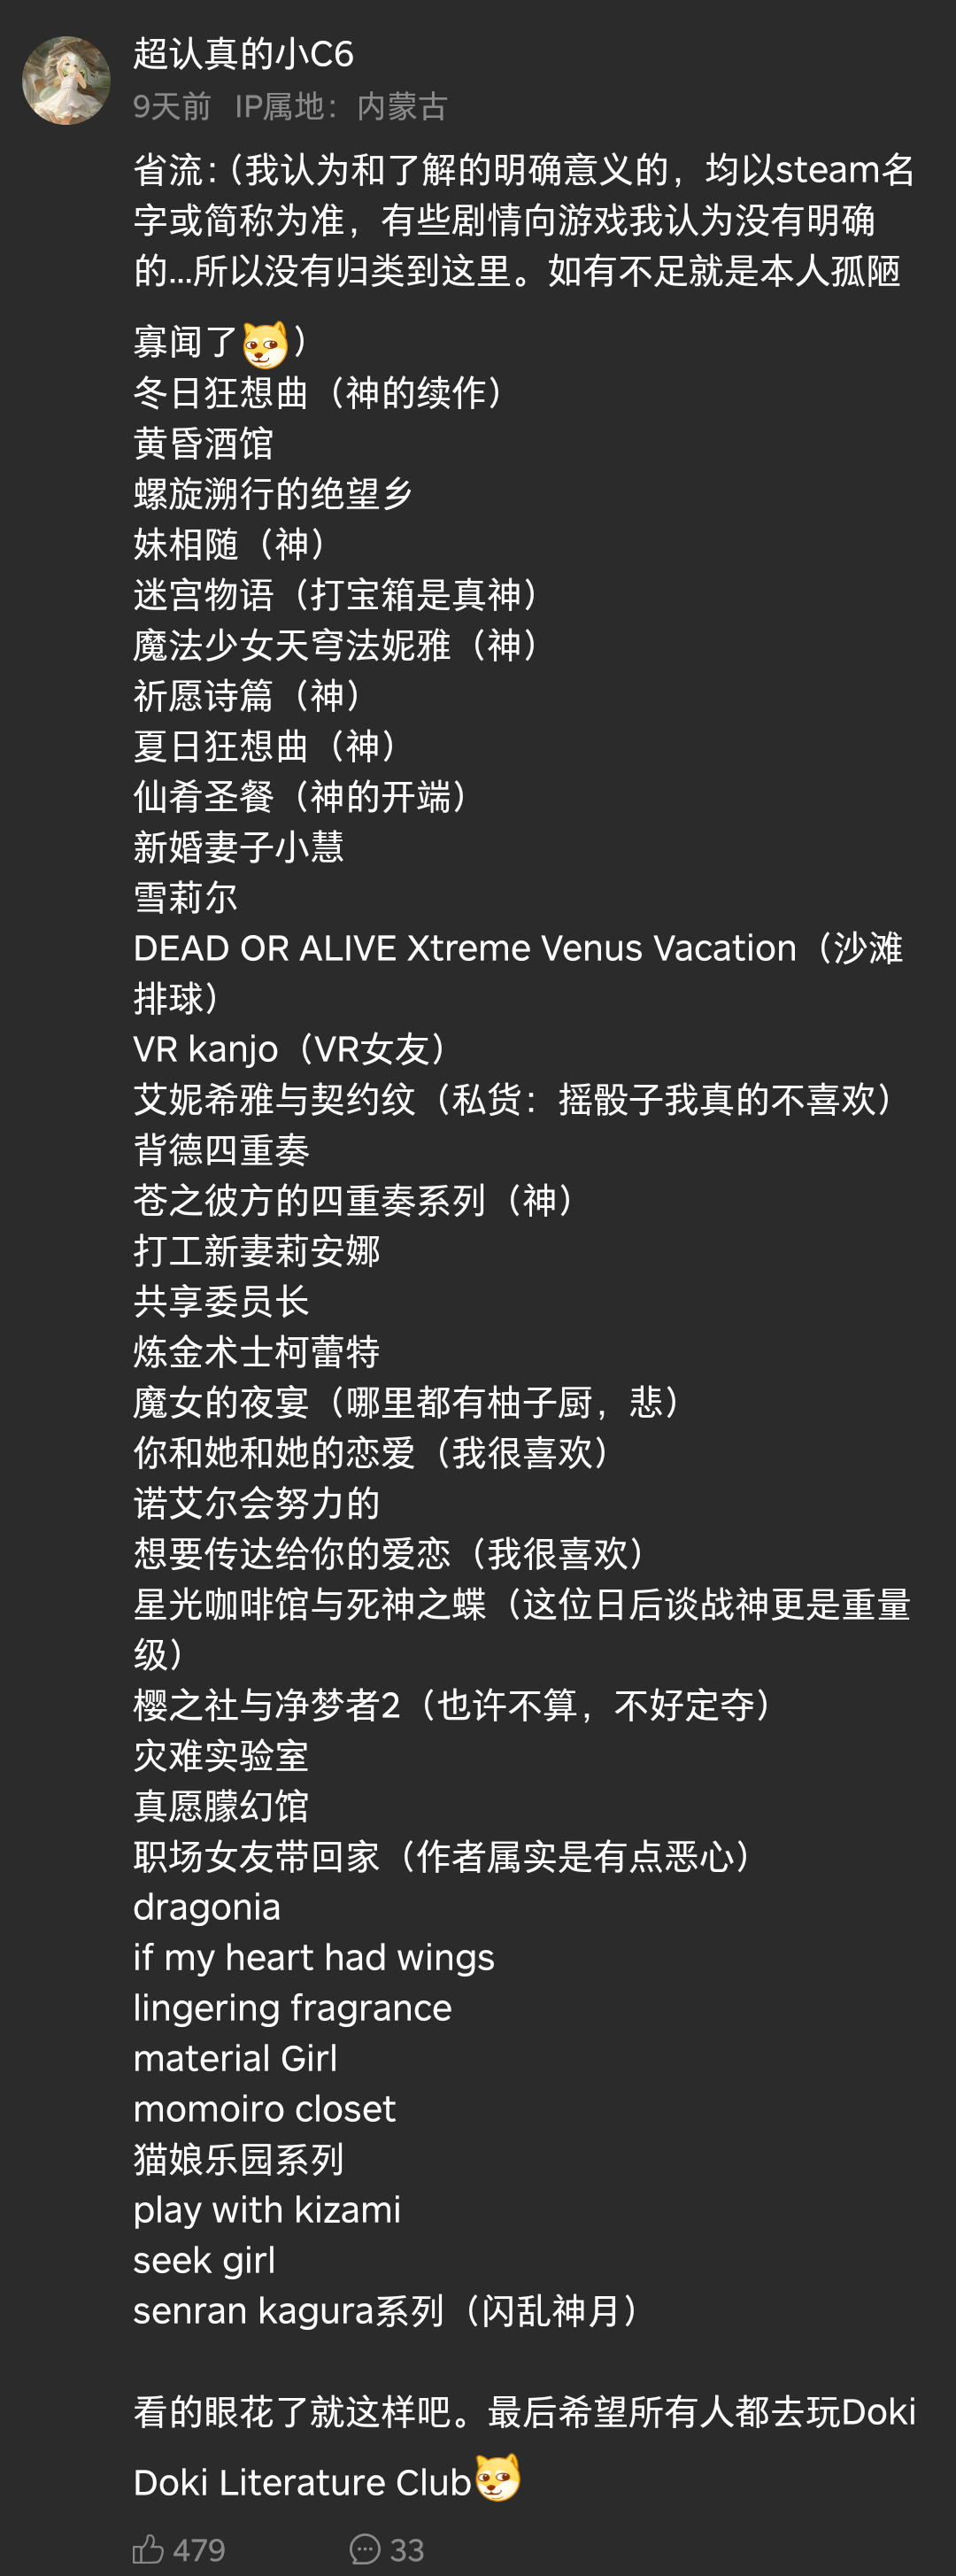 超认真的小C6
9天前 IP属地：内蒙古
省流：（我认为和了解的明确意义的，均以steam名
字或简称为准，有些剧情向游戏我认为没有明确
的...所以没有归类到这里。如有不足就是本人孤陋
寡闻了）
冬日狂想曲（神的续作）
黄昏酒馆
螺旋溯行的绝望乡
妹相随（神）
迷宫物语（打宝箱是真神）
魔法少女天穹法妮雅（神）
祈愿诗篇（神）
夏日狂想曲（神）
仙肴圣餐（神的开端）
新婚妻子小慧
雪莉尔
DEAD OR ALIVE Xtreme Venus Vacation（沙滩
排球）
VR kanjo（VR女友）
艾妮希雅与契约纹（私货：摇骰子我真的不喜欢）
背德四重奏
苍之彼方的四重奏系列（神）
打工新妻莉安娜
共享委员长
炼金术士柯蕾特
魔女的夜宴（哪里都有柚子厨，悲）
你和她和她的恋爱（我很喜欢）
诺艾尔会努力的
想要传达给你的爱恋（我很喜欢）
星光咖啡馆与死神之蝶（这位日后谈战神更是重量
级）
樱之社与净梦者2（也许不算，不好定夺）
灾难实验室
真愿朦幻馆
职场女友带回家（作者属实是有点恶心）
dragonia
if my heart had wings
lingering fragrance
material Girl
momoiro closet
猫娘乐园系列
play with kizami
seek girl
senran kagura系列（闪乱神月）
看的眼花了就这样吧。最后希望所有人都去玩Doki
Doki Literature Club
479 33